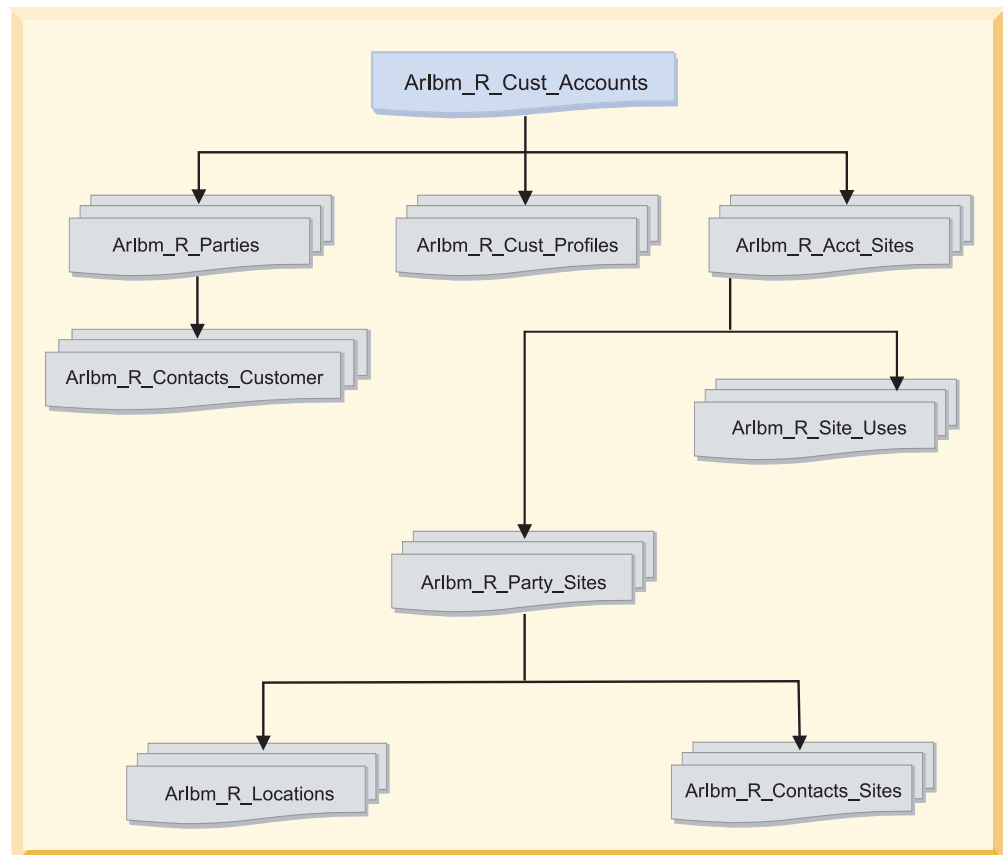 ArIbm_R_Cust_Accounts
ArIbm_R_Parties
ArIbm_R_Cust_Profiles
ArIbm_R_Acct_Sites
ArIbm_R_Contacts_Customer
ArIbm_R_Site_Uses
ArIbm_R_Party_Sites
ArIbm_R_Locations
ArIbm_R_Contacts_Sites